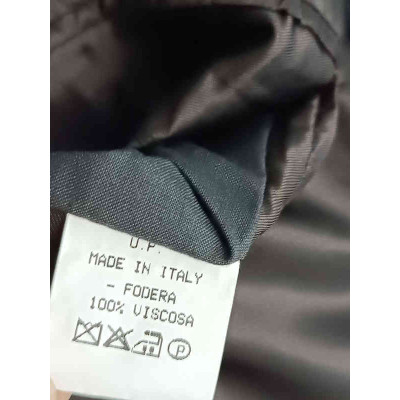 U.P.
MADE IN ITALY
- FODERA
100% VISCOSA
P